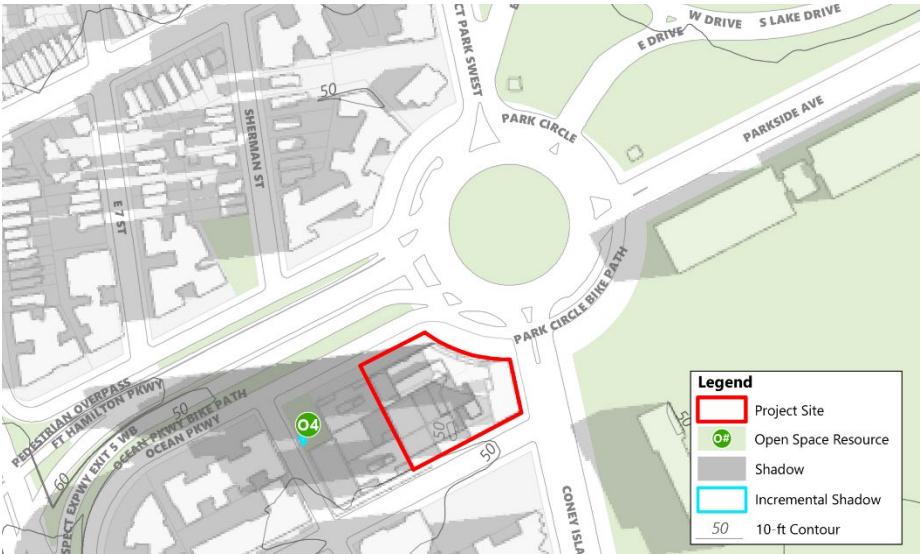 W DRIVE
S LAKE DRIVE
E DRIVE
CT PARK SWEST
PARK CIRCLE
PARKSIDE AVE
50
SHERMAN ST
E 7 ST
PARK CIRCLE BIKE PATH
PEDESTRIAN OVERPASS
FT HAMILTON PKWY
50
OCEAN PKWY BIKE PATH
OCEAN PKWY
SPECT EXPWY EXIT 5 WB
60
O4
50
50
CONEY ISLA
50
Legend
Project Site
O# Open Space Resource
Shadow
Incremental Shadow
50 10-ft Contour